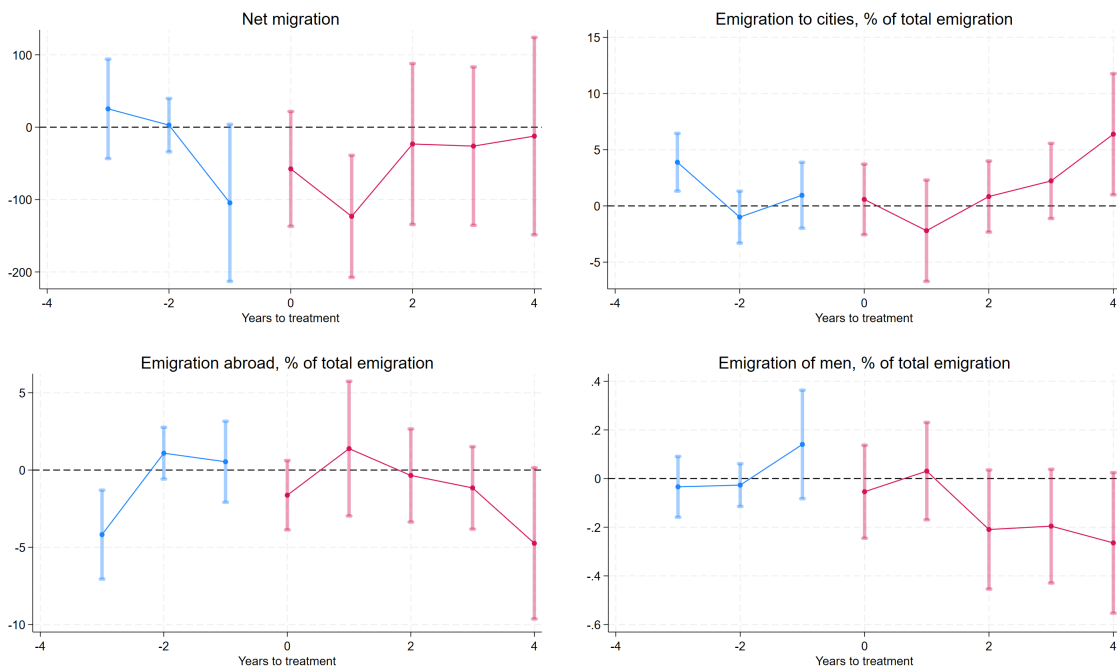 Net migration
100
0
-100
-200
-4 -2 0 2 4
Years to treatment
Emigration to cities, % of total emigration
15
10
5
0
-5
-4 -2 0 2 4
Years to treatment
Emigration abroad, % of total emigration
5
0
-5
-10
-4 -2 0 2 4
Years to treatment
Emigration of men, % of total emigration
.4
.2
0
-.2
-.4
-.6
-4 -2 0 2 4
Years to treatment